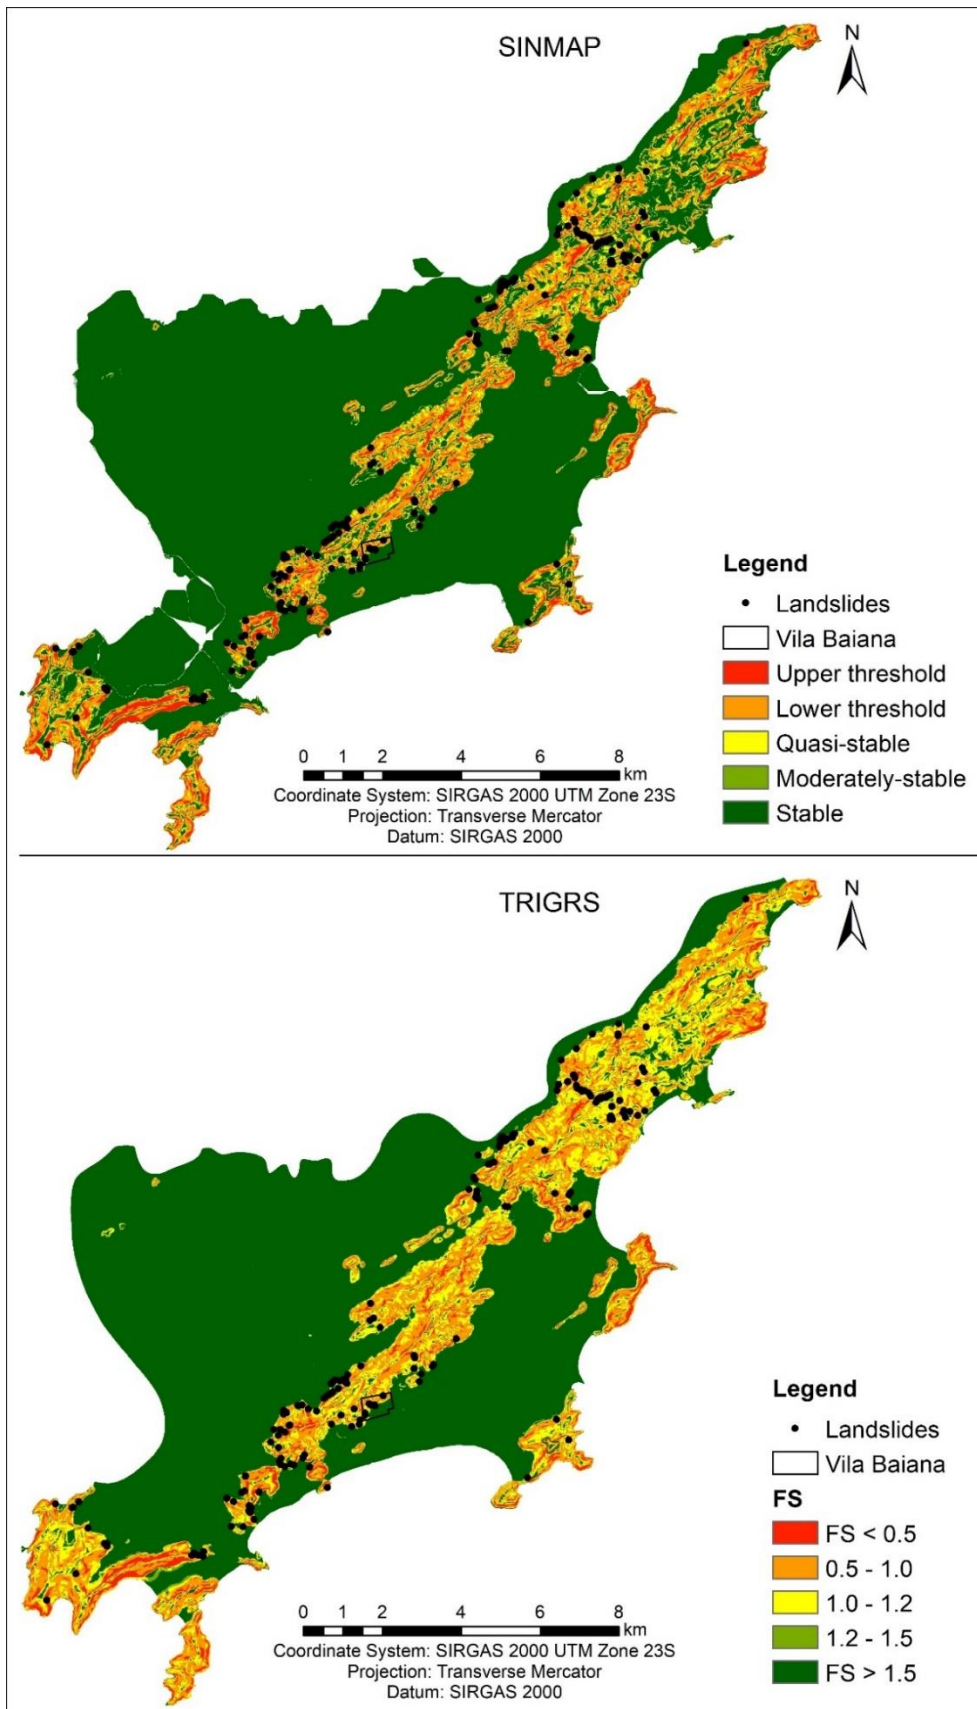 SINMAP
N
Legend
Landslides
Vila Baiana
Upper threshold
Lower threshold
Quasi-stable
Moderately-stable
Stable
0 1 2 4 6 8
km
Coordinate System: SIRGAS 2000 UTM Zone 23S
Projection: Transverse Mercator
Datum: SIRGAS 2000
TRIGRS
N
Legend
Landslides
Vila Baiana
FS
FS < 0.5
0.5 - 1.0
1.0 - 1.2
1.2 - 1.5
FS > 1.5
0 1 2 4 6 8
km
Coordinate System: SIRGAS 2000 UTM Zone 23S
Projection: Transverse Mercator
Datum: SIRGAS 2000